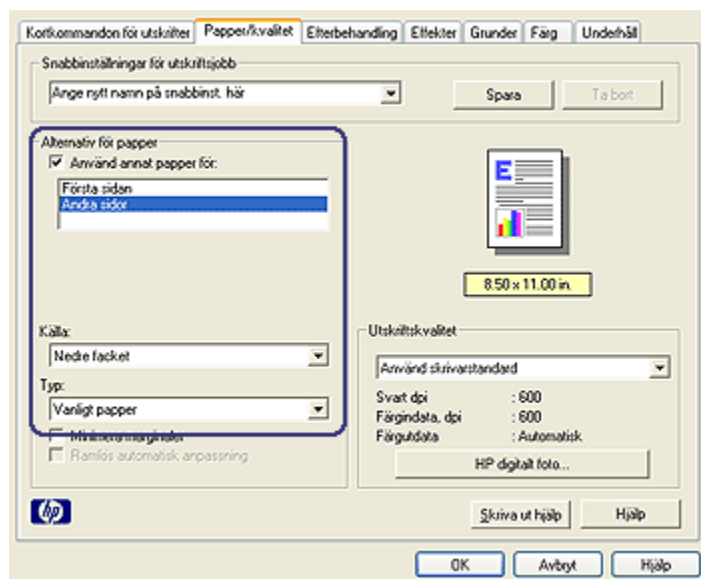 Kortkommandon för utskrifter Papper/kvalitet Efterbehandling Effekter Grunder Färg Underhåll
Snabbinställningar för utskriftsjobb
Ange nytt namn på snabbinst. här
Spara
Ta bort
Alternativ för papper
Använd annat papper för:
Första sidan
Andra sidor
E
8.50 x 11.00 in.
Källa:
Nedre facket
Typ:
Vanligt papper
Minimera marginaler
Ramlös automatisk anpassning
Utskriftskvalitet
Använd skrivarstandard
Svart dpi : 600
Färgindata, dpi : 600
Färgutdata : Automatisk
HP digitalt foto...
hp
Skriva ut hjälp
Hjälp
OK
Avbryt
Hjälp